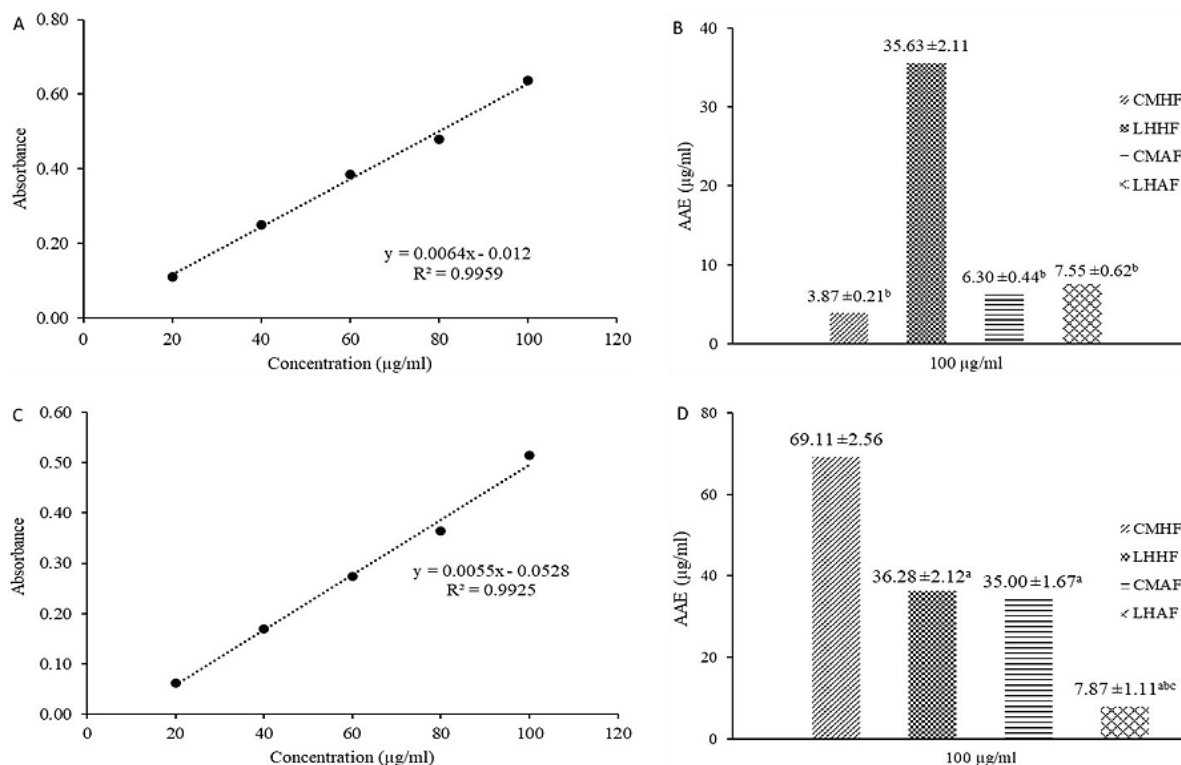 A
0.80
0.60
0.40
0.20
0.00
Absorbance
y = 0.0064x - 0.012
R² = 0.9959
0 20 40 60 80 100 120
Concentration (µg/ml)
B
40
30
20
10
0
AAE (µg/ml)
35.63 ±2.11
3.87 ±0.21ᵇ
6.30 ±0.44ᵇ
7.55 ±0.62ᵇ
100 µg/ml
CMHF
LHHF
CMAF
LHAF
C
0.60
0.50
0.40
0.30
0.20
0.10
0.00
Absorbance
y = 0.0055x - 0.0528
R² = 0.9925
0 20 40 60 80 100 120
Concentration (µg/ml)
D
80
60
40
20
0
AAE (µg/ml)
69.11 ±2.56
36.28 ±2.12ᵃ
35.00 ±1.67ᵃ
7.87 ±1.11ᵃᵇᶜ
100 µg/ml
CMHF
LHHF
CMAF
LHAF